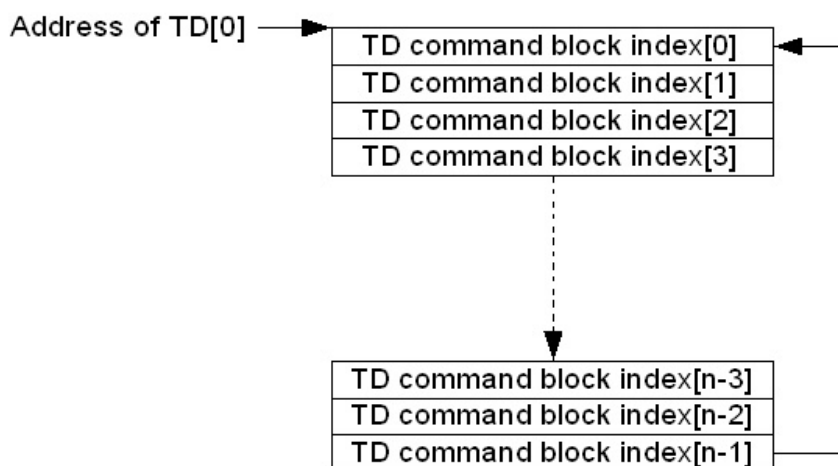 Address of TD[0]
TD command block index[0]
TD command block index[1]
TD command block index[2]
TD command block index[3]
TD command block index[n-3]
TD command block index[n-2]
TD command block index[n-1]